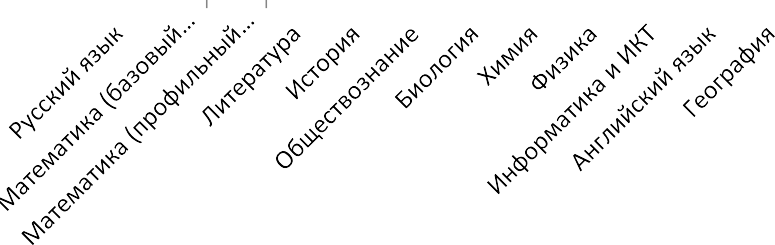 Русский язык
Математика (базовый…
Математика (профильный…
Литература
История
Обществознание
Биология
Химия
Физика
Информатика и ИКТ
Английский язык
География